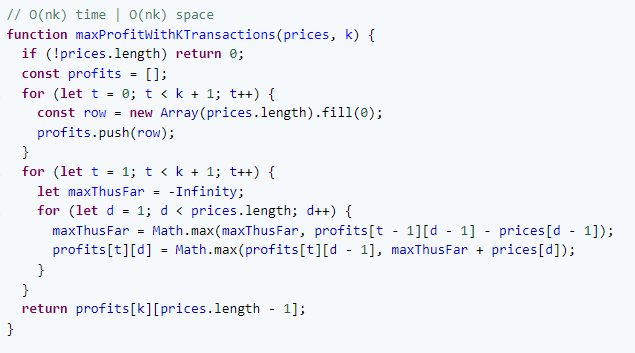 // O(nk) time | O(nk) space
function maxProfitWithKTransactions(prices, k) {
  if (!prices.length) return 0;
  const profits = [];
  for (let t = 0; t < k + 1; t++) {
    const row = new Array(prices.length).fill(0);
    profits.push(row);
  }
  for (let t = 1; t < k + 1; t++) {
    let maxThusFar = -Infinity;
    for (let d = 1; d < prices.length; d++) {
      maxThusFar = Math.max(maxThusFar, profits[t - 1][d - 1] - prices[d - 1]);
      profits[t][d] = Math.max(profits[t][d - 1], maxThusFar + prices[d]);
    }
  }
  return profits[k][prices.length - 1];
}